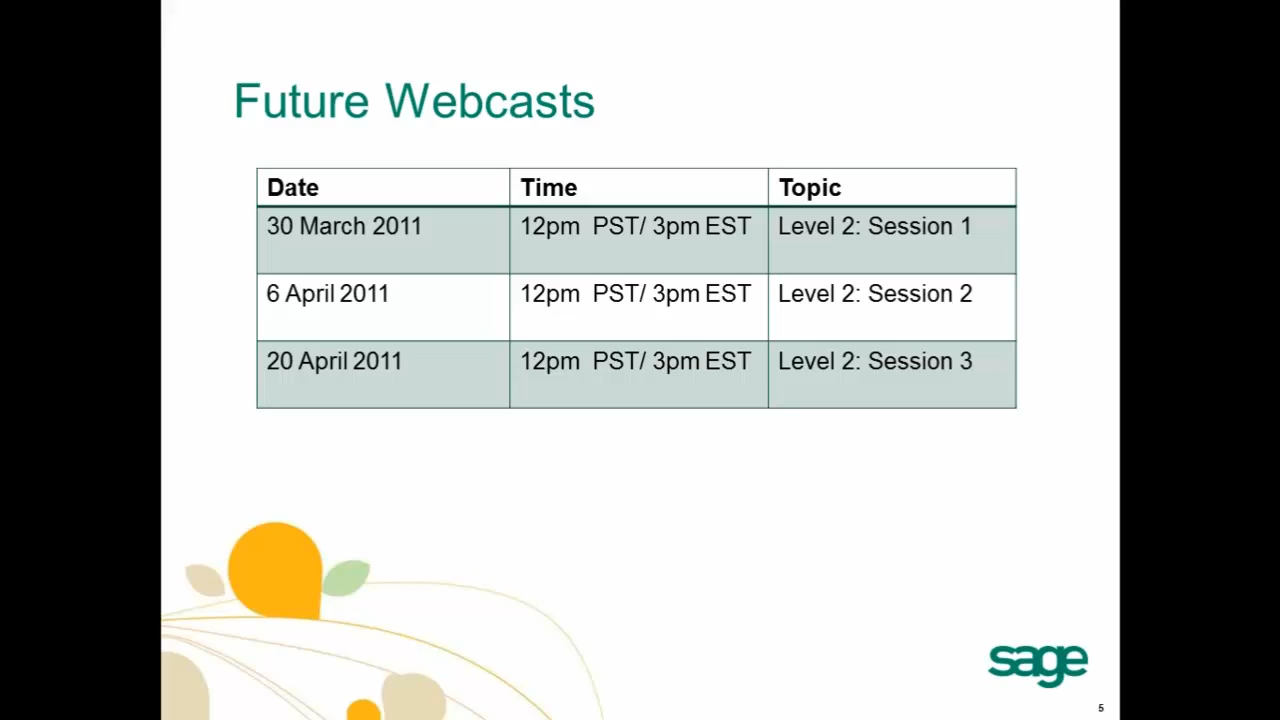 Future Webcasts
Date Time Topic
30 March 2011 12pm  PST/ 3pm EST Level 2: Session 1
6 April 2011 12pm  PST/ 3pm EST Level 2: Session 2
20 April 2011 12pm  PST/ 3pm EST Level 2: Session 3
sage
5